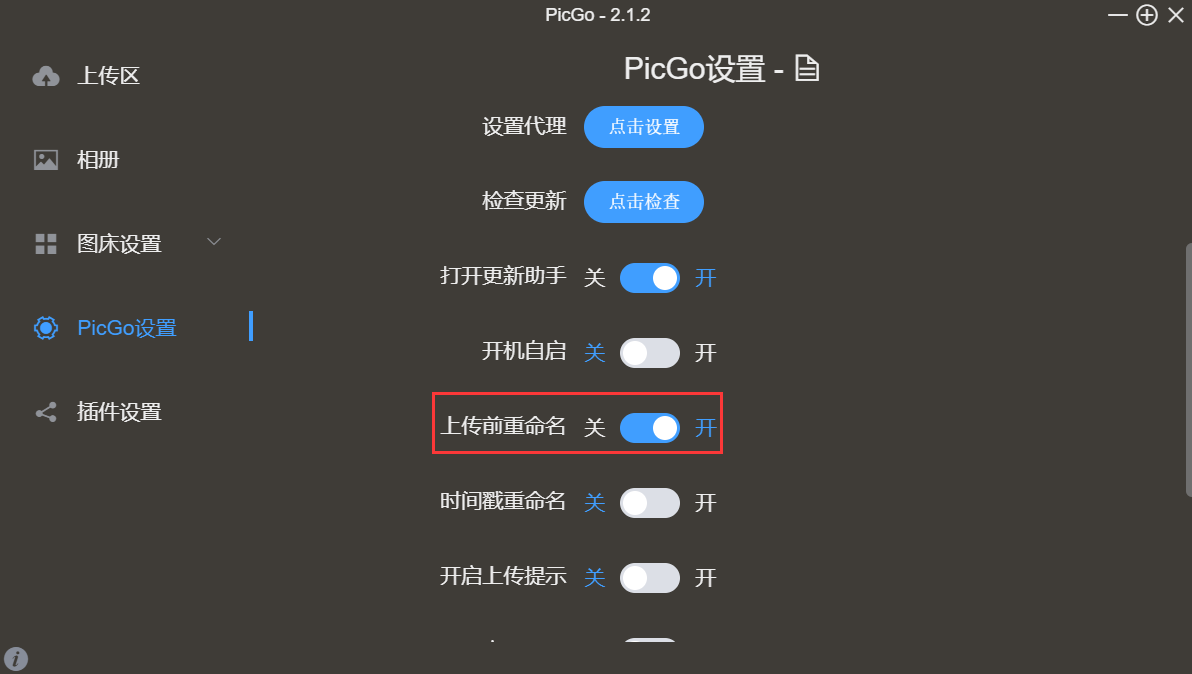 PicGo - 2.1.2
上传区
相册
图床设置
PicGo设置
插件设置
PicGo设置 -
设置代理 点击设置
检查更新 点击检查
打开更新助手 关 开
开机自启 关 开
上传前重命名 关 开
时间戳重命名 关 开
开启上传提示 关 开